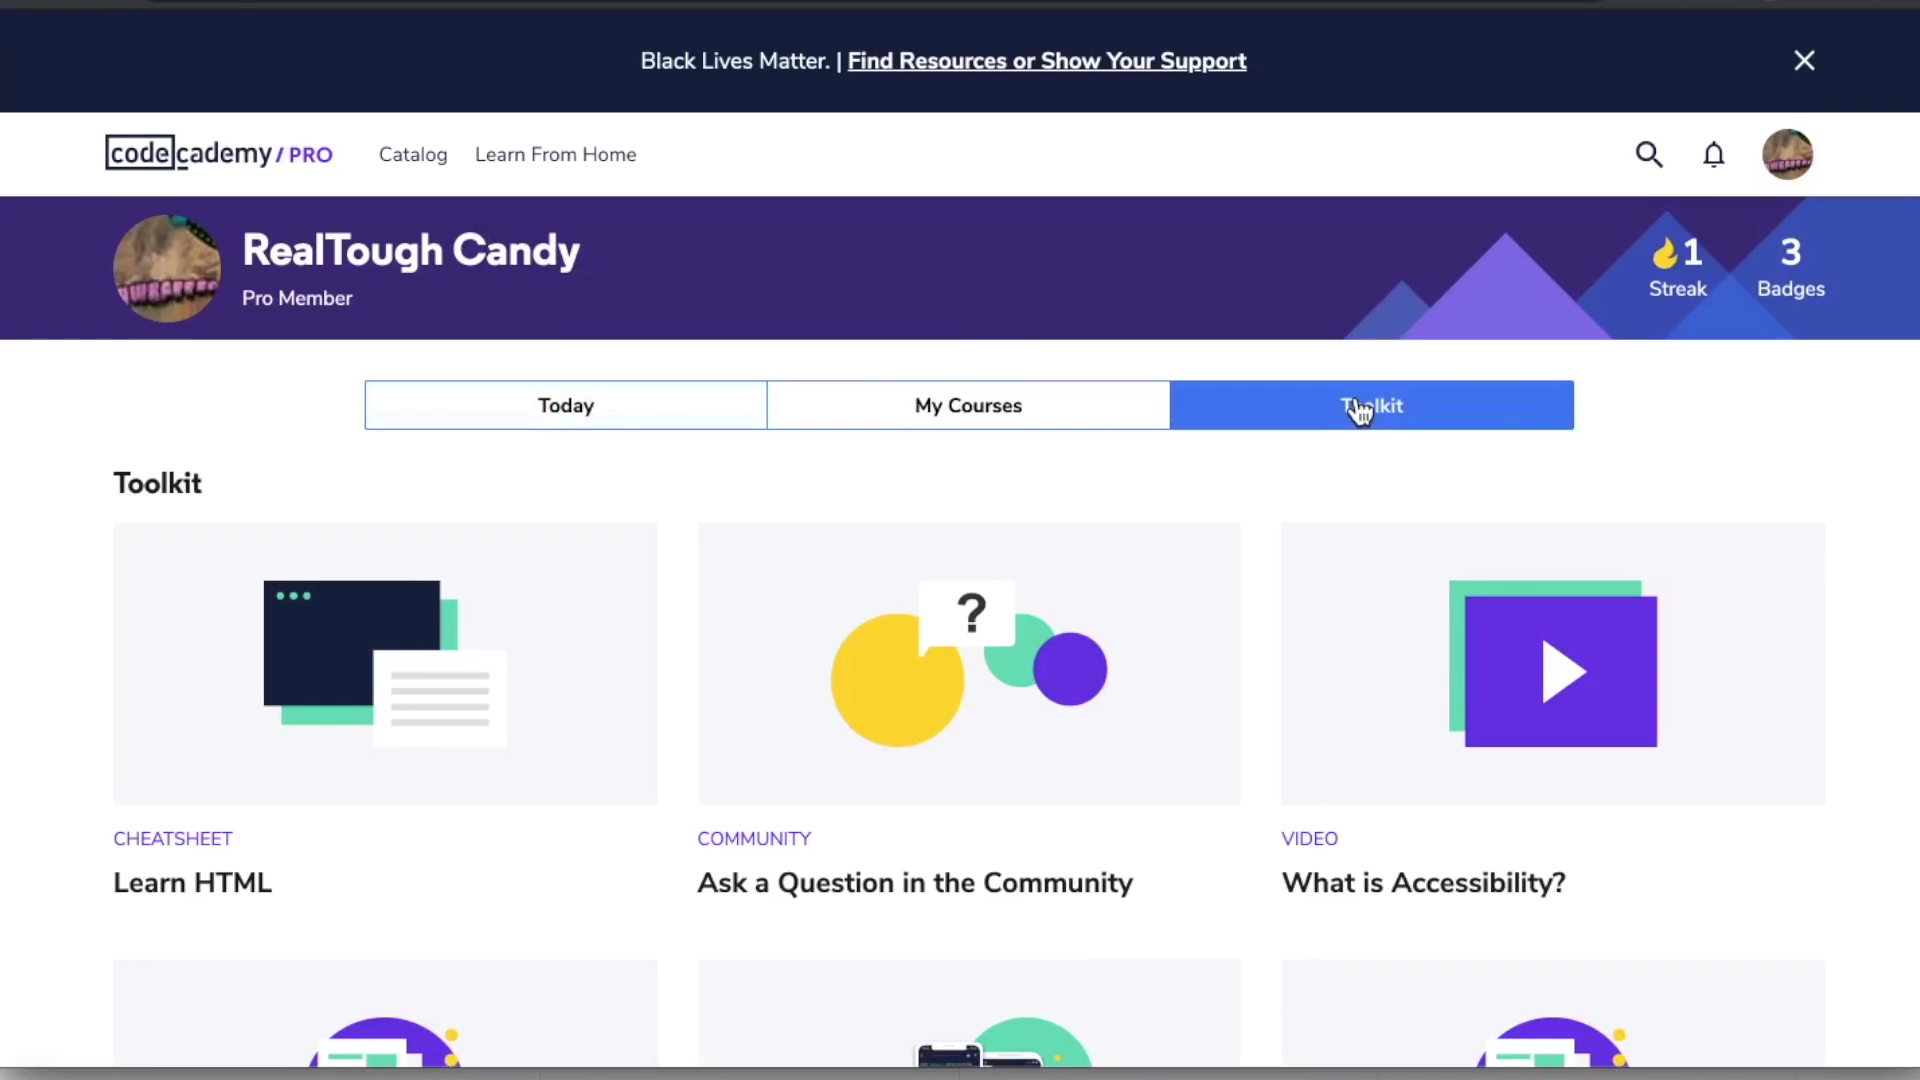 Black Lives Matter. | Find Resources or Show Your Support
codecademy/PRO
Catalog
Learn From Home
RealTough Candy
Pro Member
1
Streak
3
Badges
Today
My Courses
Toolkit
Toolkit
?
CHEATSHEET
Learn HTML
COMMUNITY
Ask a Question in the Community
VIDEO
What is Accessibility?